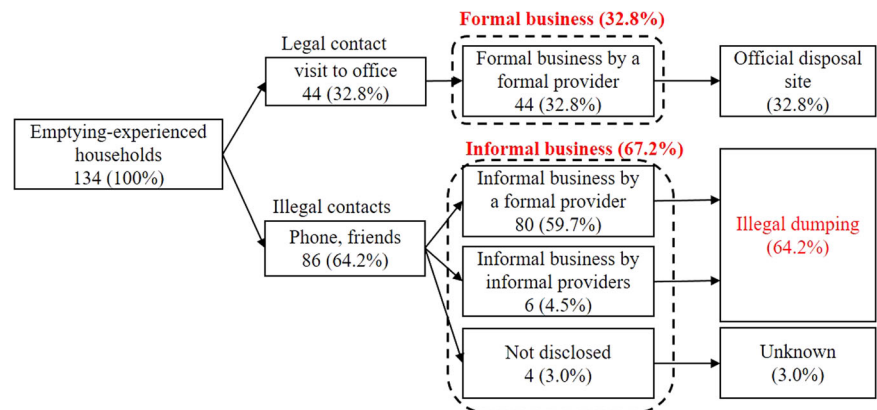 Formal business (32.8%)
Legal contact
visit to office
44 (32.8%)
Formal business by a
formal provider
44 (32.8%)
Official disposal
site
(32.8%)
Emptying-experienced
households
134 (100%)
Informal business (67.2%)
Illegal contacts
Phone, friends
86 (64.2%)
Informal business by
a formal provider
80 (59.7%)
Informal business by
informal providers
6 (4.5%)
Illegal dumping
(64.2%)
Not disclosed
4 (3.0%)
Unknown
(3.0%)